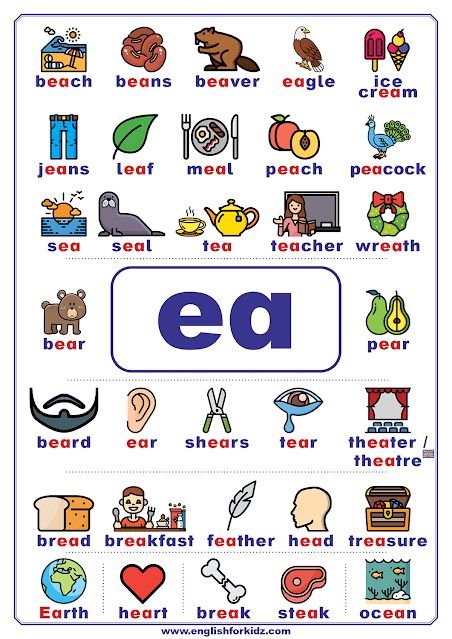 beach beans beaver eagle ice
cream
jeans leaf meal peach peacock
sea seal tea teacher wreath
ea
bear pear
beard ear shears tear theater /
theatre
bread breakfast feather head treasure
Earth heart break steak ocean
www.englishforkidz.com